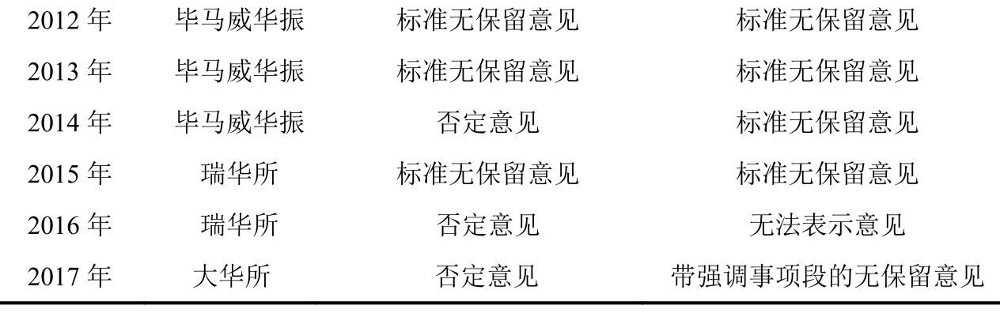 2012 年 毕马威华振 标准无保留意见 标准无保留意见
2013 年 毕马威华振 标准无保留意见 标准无保留意见
2014 年 毕马威华振 否定意见 标准无保留意见
2015 年 瑞华所 标准无保留意见 标准无保留意见
2016 年 瑞华所 否定意见 无法表示意见
2017 年 大华所 否定意见 带强调事项段的无保留意见